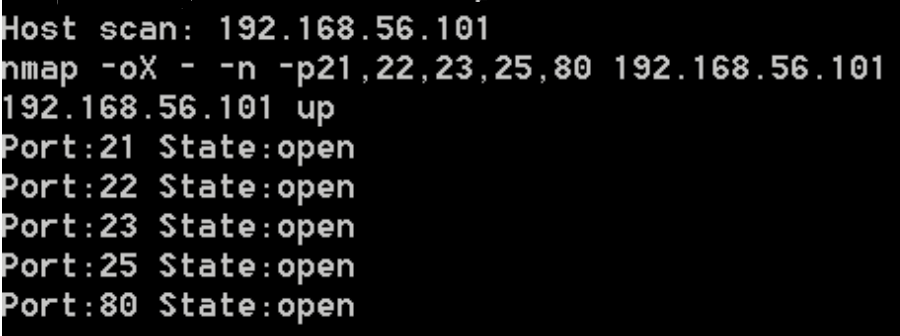 Host scan: 192.168.56.101
nmap -oX - -n -p21,22,23,25,80 192.168.56.101
192.168.56.101 up
Port:21 State:open
Port:22 State:open
Port:23 State:open
Port:25 State:open
Port:80 State:open